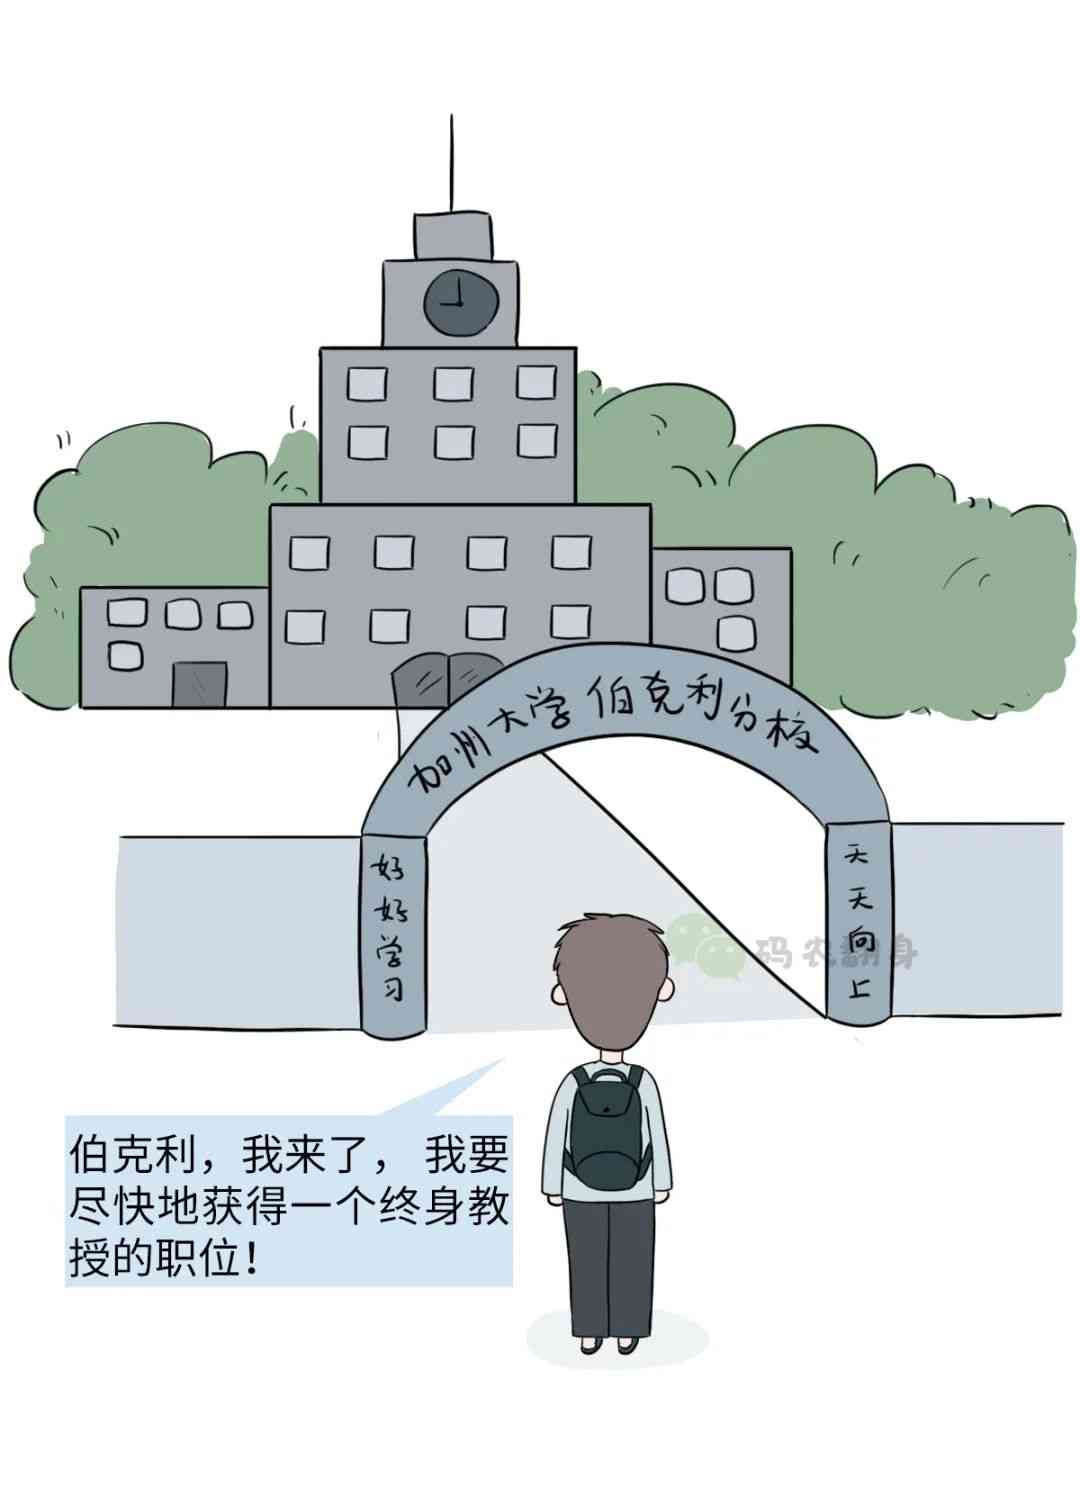 加州大学伯克利分校
好好学习
天天向上
码农翻身
伯克利，我来了， 我要
尽快地获得一个终身教
授的职位！